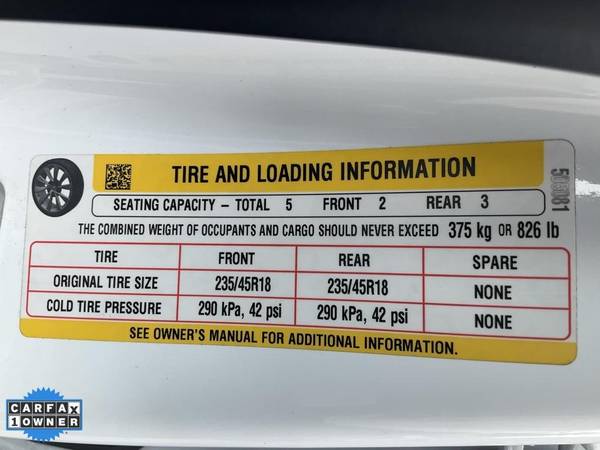 TIRE AND LOADING INFORMATION
SEATING CAPACITY – TOTAL 5 FRONT 2 REAR 3
THE COMBINED WEIGHT OF OCCUPANTS AND CARGO SHOULD NEVER EXCEED 375 kg OR 826 lb
TIRE FRONT REAR SPARE
ORIGINAL TIRE SIZE 235/45R18 235/45R18 NONE
COLD TIRE PRESSURE 290 kPa, 42 psi 290 kPa, 42 psi NONE
SEE OWNER'S MANUAL FOR ADDITIONAL INFORMATION.
CARFAX
1 OWNER